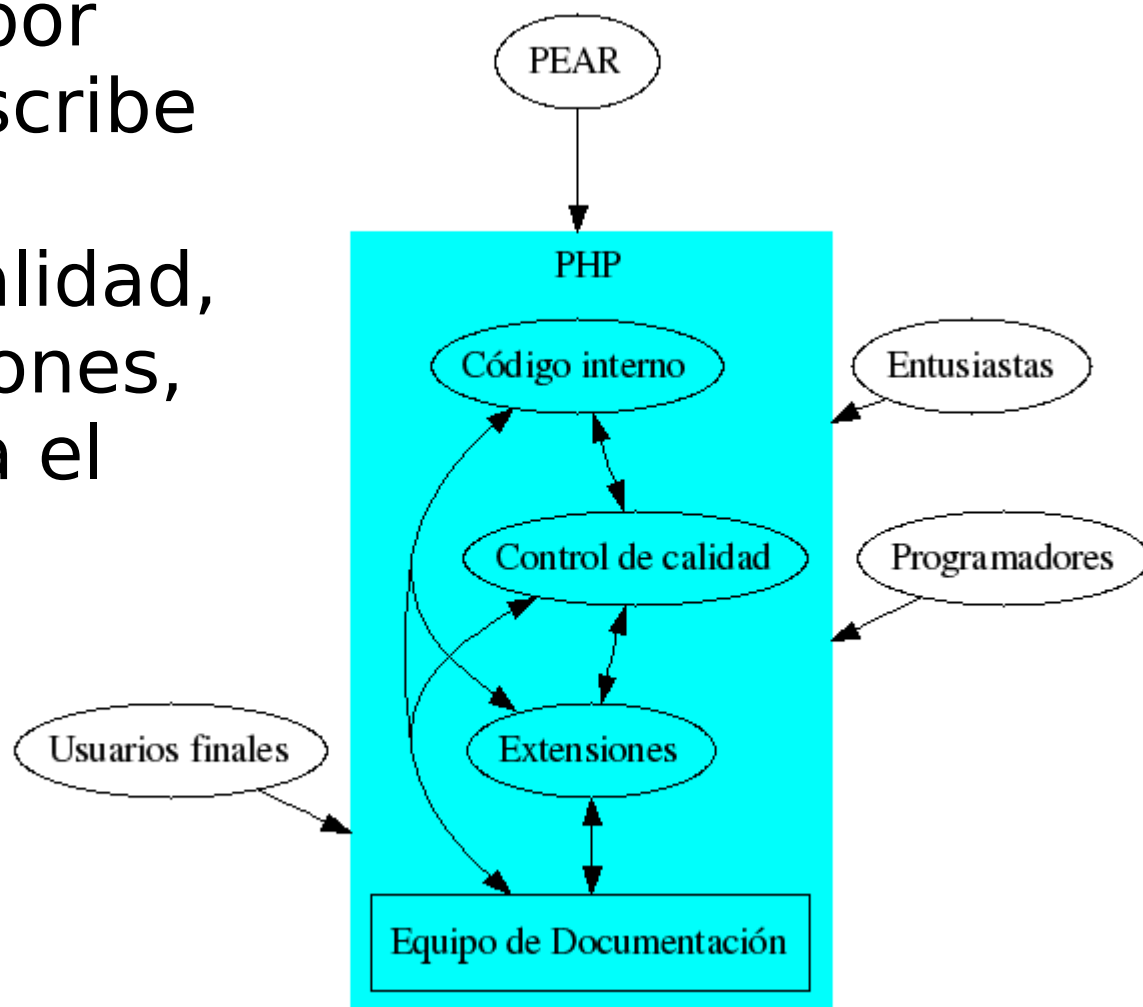 por
scribe
alidad,
ones,
a el
PEAR
PHP
Código interno
Entusiastas
Control de calidad
Programadores
Usuarios finales
Extensiones
Equipo de Documentación